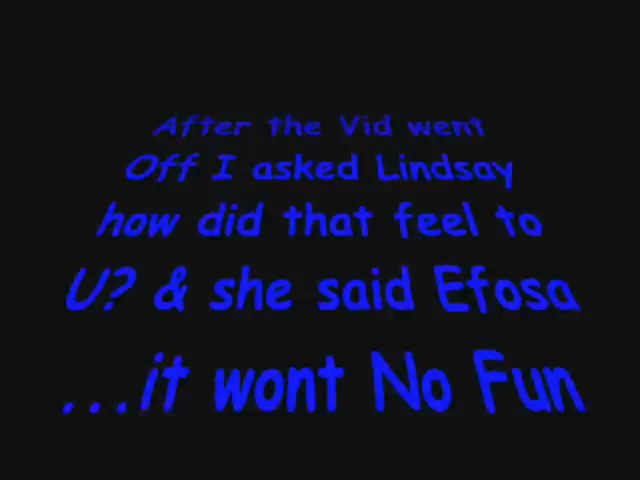 After the Vid went
Off I asked Lindsay
how did that feel to
U? & she said Efosa
...it wont No Fun